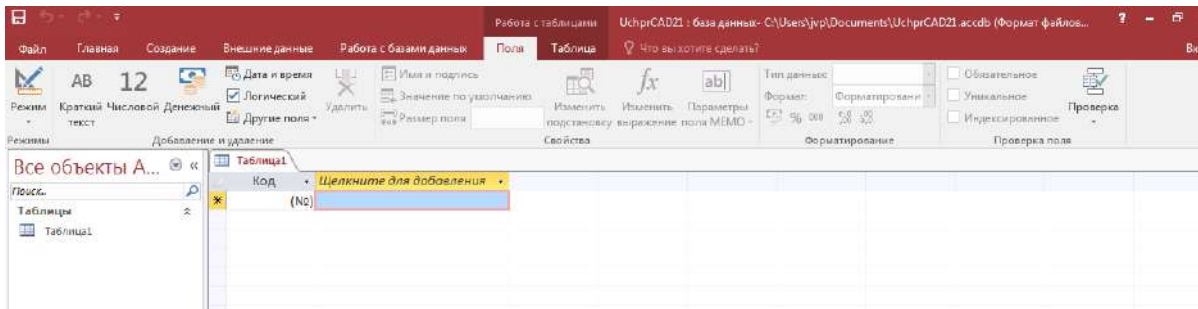 Работа с таблицами
UchprCAD21 : база данных- C:\Users\jvp\Documents\UchprCAD21.accdb (Формат файлов...
?
Файл Главная Создание Внешние данные Работа с базами данных Поля Таблица Что вы хотите сделать?
Режим
АВ Краткий текст
12 Числовой
Денежный
Дата и время
Логический
Другие поля
Удалить
Имя и подпись
Значение по умолчанию
Размер поля
Изменить подстановку
fx Изменить выражение
ab| Параметры поля МЕМО
Тип данных:
Формат: Форматировани
% 000
Обязательное
Уникальное
Индексированное
Проверка
Режимы Добавление и удаление Свойства Форматирование Проверка поля
Все объекты A... «
Поиск...
Таблицы
Таблица1
Таблица1
Код Щелкните для добавления
* (№)